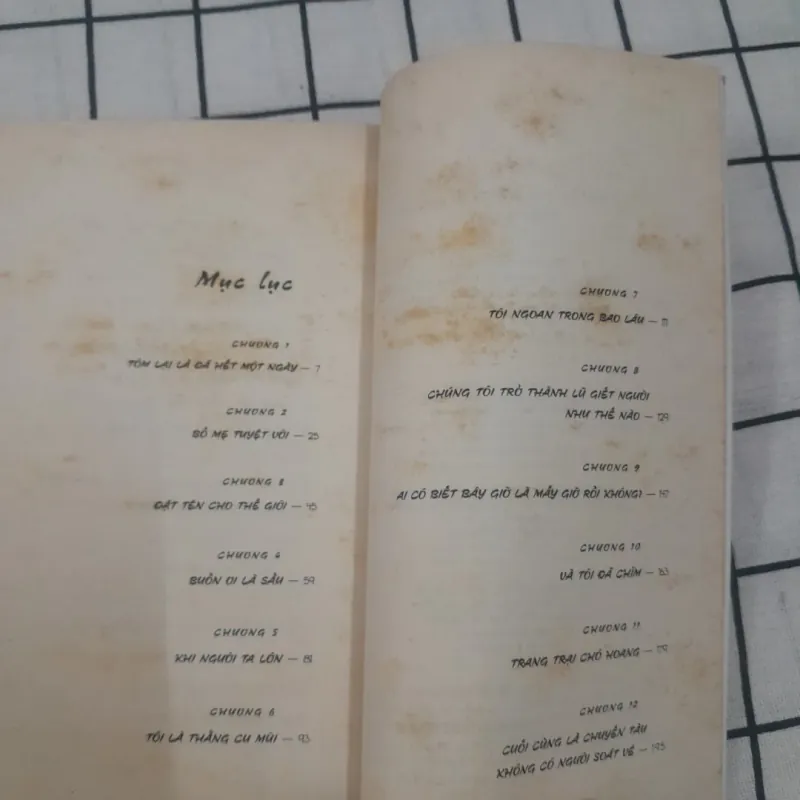 Mục lục
CHƯƠNG 1
TÓM LẠI LÀ ĐÃ HẾT MỘT NGÀY — 7
CHƯƠNG 2
BỐ MẸ TUYỆT VỜI — 25
CHƯƠNG 3
ĐẶT TÊN CHO THẾ GIỚI — 45
CHƯƠNG 4
BUỒN ƠI LÀ SẦU — 59
CHƯƠNG 5
KHI NGƯỜI TA LỚN — 81
CHƯƠNG 6
TÔI LÀ THẰNG CU MÙI — 93
CHƯƠNG 7
TÔI NGOAN TRONG BAO LÂU — 111
CHƯƠNG 8
CHÚNG TÔI TRỞ THÀNH LŨ GIẾT NGƯỜI
NHƯ THẾ NÀO — 129
CHƯƠNG 9
AI CÓ BIẾT BÂY GIỜ LÀ MẤY GIỜ RỒI KHÔNG? —
CHƯƠNG 10
VÀ TÔI ĐÃ CHÌM —
CHƯƠNG 11
TRANG TRẠI CHÓ HOANG —
CHƯƠNG 12
CUỐI CÙNG LÀ CHUYẾN TÀU
KHÔNG CÓ NGƯỜI SOÁT VÉ — 195